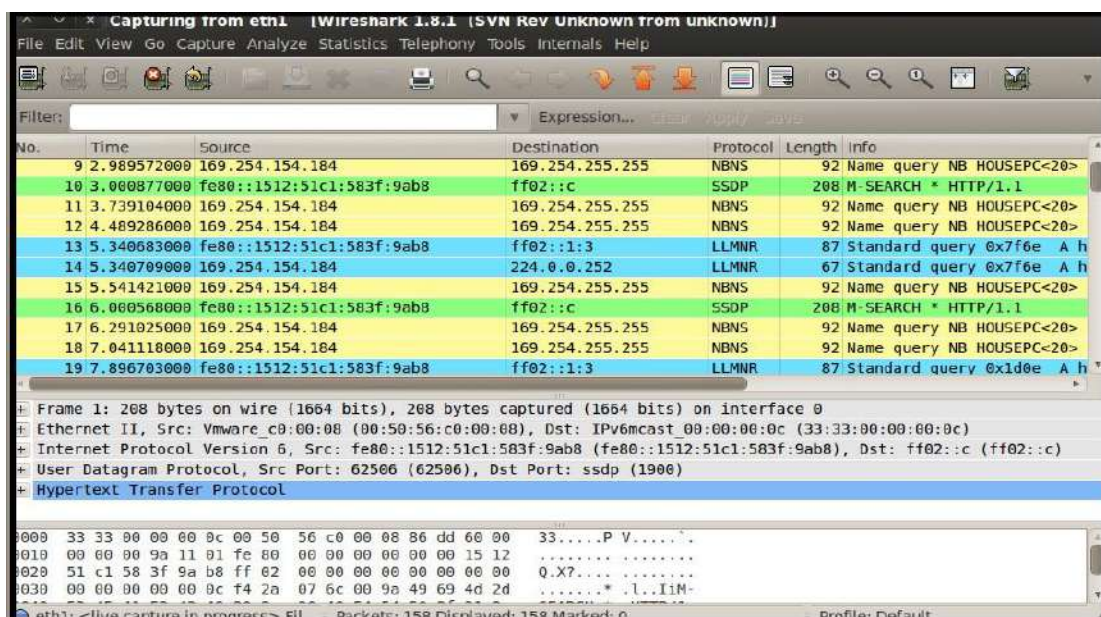 Capturing from eth1 [Wireshark 1.8.1 (SVN Rev Unknown from unknown)]
File Edit View Go Capture Analyze Statistics Telephony Tools Internals Help
Filter: Expression... Clear Apply Save
No. Time Source Destination Protocol Length Info
9 2.989572000 169.254.154.184 169.254.255.255 NBNS 92 Name query NB HOUSEPC<20>
10 3.000877000 fe80::1512:51c1:583f:9ab8 ff02::c SSDP 208 M-SEARCH * HTTP/1.1
11 3.739104000 169.254.154.184 169.254.255.255 NBNS 92 Name query NB HOUSEPC<20>
12 4.489286000 169.254.154.184 169.254.255.255 NBNS 92 Name query NB HOUSEPC<20>
13 5.340683000 fe80::1512:51c1:583f:9ab8 ff02::1:3 LLMNR 87 Standard query 0x7f6e A h
14 5.340709000 169.254.154.184 224.0.0.252 LLMNR 67 Standard query 0x7f6e A h
15 5.541421000 169.254.154.184 169.254.255.255 NBNS 92 Name query NB HOUSEPC<20>
16 6.000568000 fe80::1512:51c1:583f:9ab8 ff02::c SSDP 208 M-SEARCH * HTTP/1.1
17 6.291025000 169.254.154.184 169.254.255.255 NBNS 92 Name query NB HOUSEPC<20>
18 7.041118000 169.254.154.184 169.254.255.255 NBNS 92 Name query NB HOUSEPC<20>
19 7.896703000 fe80::1512:51c1:583f:9ab8 ff02::1:3 LLMNR 87 Standard query 0x1d0e A h
+ Frame 1: 208 bytes on wire (1664 bits), 208 bytes captured (1664 bits) on interface 0
+ Ethernet II, Src: Vmware_c0:00:08 (00:50:56:c0:00:08), Dst: IPv6mcast_00:00:00:0c (33:33:00:00:00:0c)
+ Internet Protocol Version 6, Src: fe80::1512:51c1:583f:9ab8 (fe80::1512:51c1:583f:9ab8), Dst: ff02::c (ff02::c)
+ User Datagram Protocol, Src Port: 62506 (62506), Dst Port: ssdp (1900)
+ Hypertext Transfer Protocol
0000 33 33 00 00 00 0c 00 50 56 c0 00 08 86 dd 60 00 33.....P V.....`.
0010 00 00 00 9a 11 01 fe 80 00 00 00 00 00 00 15 12 ........ ........
0020 51 c1 58 3f 9a b8 ff 02 00 00 00 00 00 00 00 00 Q.X?.... ........
0030 00 00 00 00 00 0c f4 2a 07 6c 00 9a 49 69 4d 2d .......* .l..IiM-
eth1: <live capture in progress> Fil... Packets: 158 Displayed: 158 Marked: 0 Profile: Default